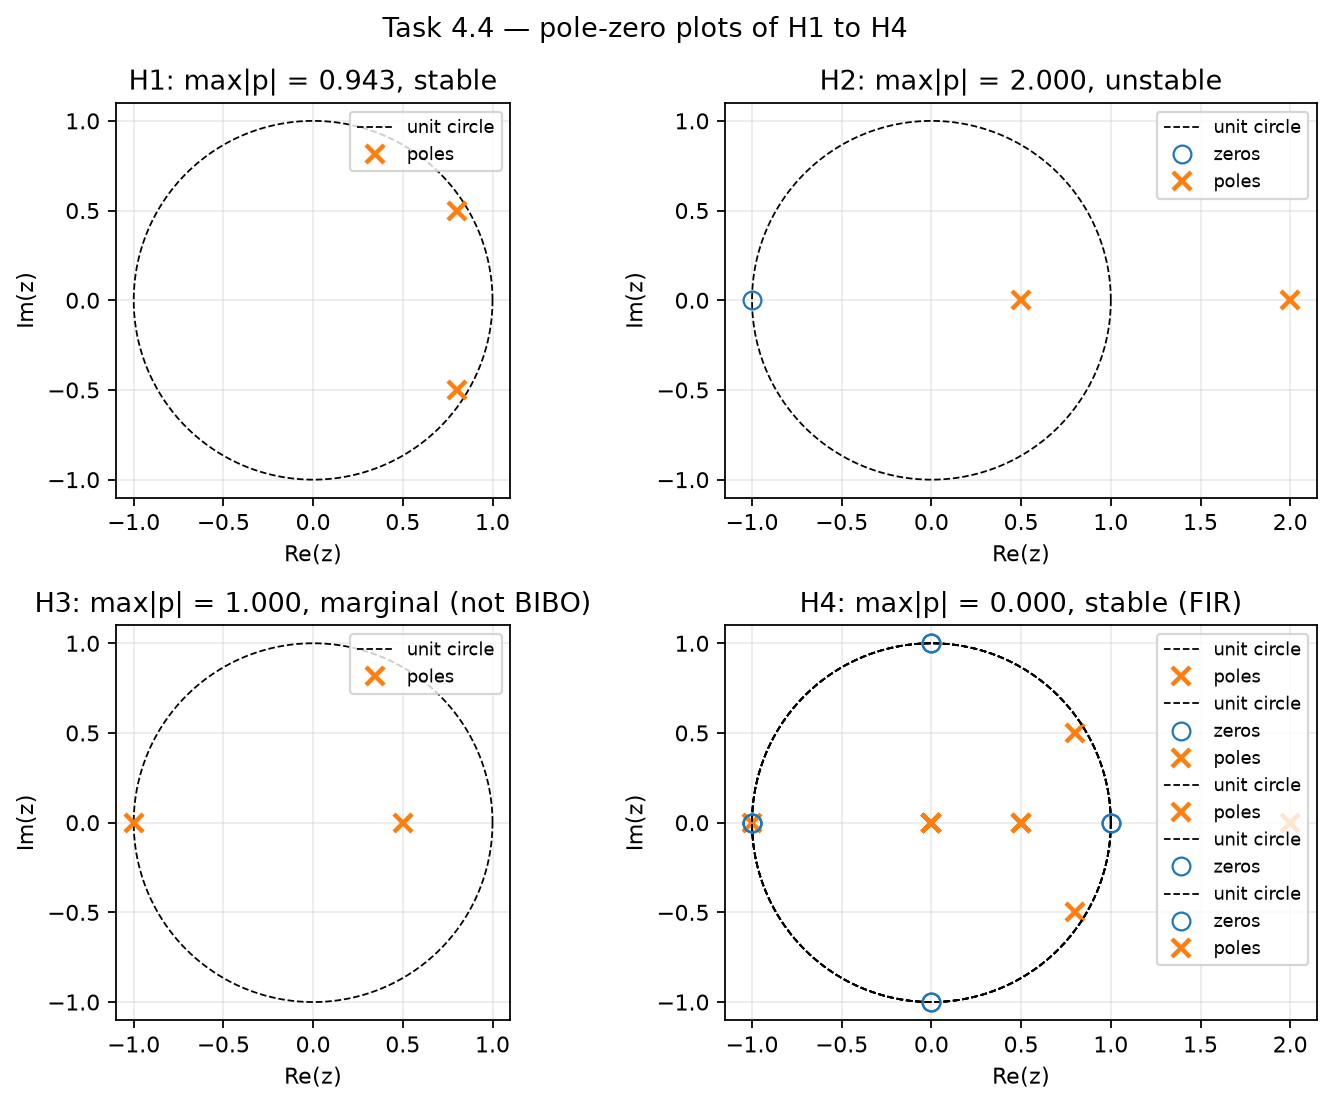 Task 4.4 — pole-zero plots of H1 to H4
H1: max|p| = 0.943, stable
unit circle
poles
1.0
0.5
0.0
−0.5
−1.0
Im(z)
−1.0 −0.5 0.0 0.5 1.0
Re(z)
H2: max|p| = 2.000, unstable
unit circle
zeros
poles
1.0
0.5
0.0
−0.5
−1.0
Im(z)
−1.0 −0.5 0.0 0.5 1.0 1.5 2.0
Re(z)
H3: max|p| = 1.000, marginal (not BIBO)
unit circle
poles
1.0
0.5
0.0
−0.5
−1.0
Im(z)
−1.0 −0.5 0.0 0.5 1.0
Re(z)
H4: max|p| = 0.000, stable (FIR)
unit circle
poles
unit circle
zeros
poles
unit circle
poles
unit circle
zeros
unit circle
zeros
poles
1.0
0.5
0.0
−0.5
−1.0
Im(z)
−1.0 −0.5 0.0 0.5 1.0 1.5 2.0
Re(z)